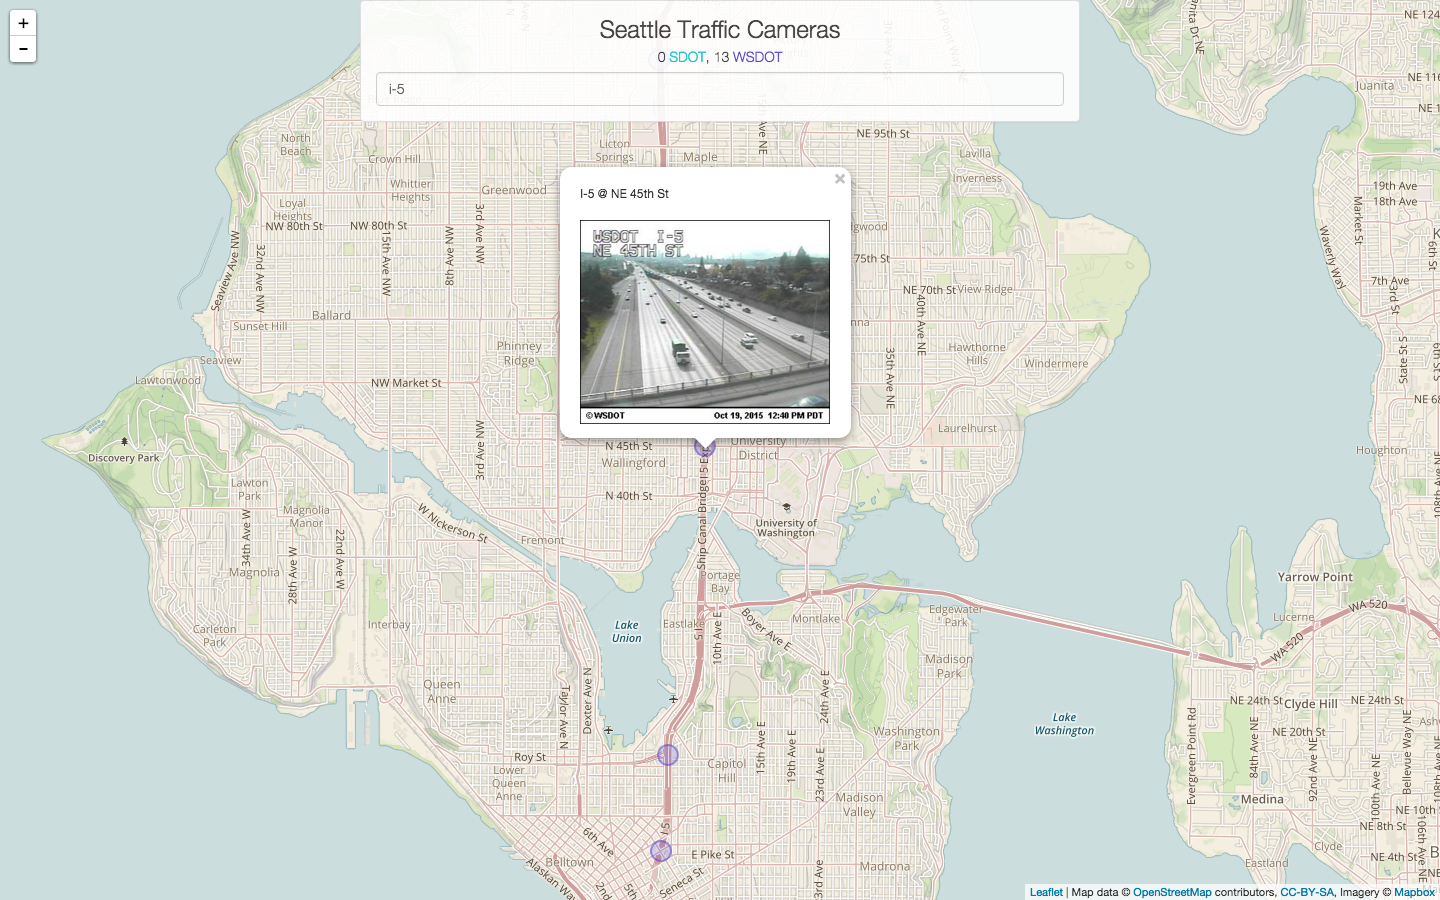 +
−
Seattle Traffic Cameras
0 SDOT, 13 WSDOT
i-5
×
I-5 @ NE 45th St
WSDOT I-5
NE 45TH ST
© WSDOT
Oct 19, 2015 12:40 PM PDT
NE 124
NE 116
Juanita
NE 112
NE 95th St
15th Ave NE
35th Ave NE
North
Beach
Crown Hill
Licton
Springs
Maple
Lavilla
Whittier
Heights
Greenwood
Inverness
19th Ave
18th Ave
Loyal
Heights
NW 80th St
NW 80th St
3rd Ave NW
8th Ave NW
15th Ave NW
32nd Ave NW
Seaview Ave NW
Market St
6th St
Waverly Way
75th St
7th Ave
3rd St
NE 70th St
View Ridge
40th Ave NE
Ballard
Sunset Hill
Phinney
Ridge
Hawthorne
Hills
Windermere
35th Ave NE
State St S
Seaview
Lawtonwood
NW Market St
NE 68
Laurelhurst
3rd Ave NW
N 45th St
University
District
Wallingford
Houghton
Discovery Park
Lawton
Park
N 40th St
Magnolia
Manor
W Nickerson St
34th Ave W
22nd Ave W
28th Ave W
Fremont
Ship Canal Bridge
University of
Washington
Magnolia
Portage
Bay
Yarrow Point
Lucerne
WA 520
WA 520
Carleton
Park
Interbay
Lake
Union
Eastlake
10th Ave E
Boyer Ave E
Montlake
Edgewater
Park
Madison
Park
Queen
Anne
Taylor Ave N
Dexter Ave N
24th Ave E
NE 24th St
NE 24th St
Clyde Hill
Lake
Washington
Washington
Park
NE 20th St
15th Ave E
19th Ave E
23rd Ave E
Evergreen Point Rd
84th Ave NE
92nd Ave NE
100th Ave NE
Bellevue Way NE
Roy St
Lower
Queen
Anne
Capitol
Hill
Madison
Valley
Medina
NE 10th St
NE 8th St
106th Ave NE
I 5
6th Ave
Belltown
E Pike St
Seneca St
Alaskan Way
2nd
5th
3rd Ave
Madrona
Clyde
NE 4th St
Eastland
Leaflet | Map data © OpenStreetMap contributors, CC-BY-SA, Imagery © Mapbox